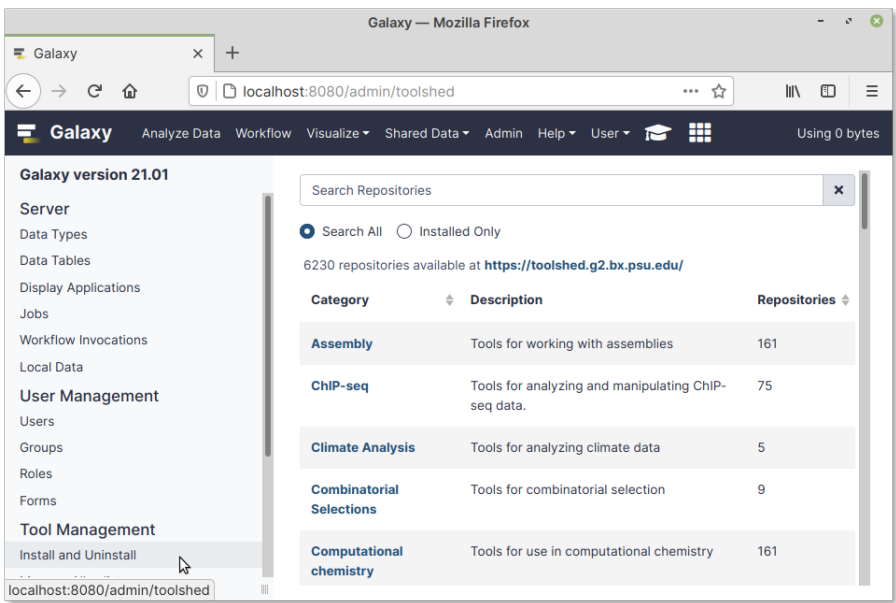 Galaxy — Mozilla Firefox
Galaxy
localhost:8080/admin/toolshed
Galaxy Analyze Data Workflow Visualize Shared Data Admin Help User Using 0 bytes
Galaxy version 21.01
Server
Data Types
Data Tables
Display Applications
Jobs
Workflow Invocations
Local Data
User Management
Users
Groups
Roles
Forms
Tool Management
Install and Uninstall
localhost:8080/admin/toolshed
Search Repositories
Search All Installed Only
6230 repositories available at https://toolshed.g2.bx.psu.edu/
Category Description Repositories
Assembly Tools for working with assemblies 161
ChIP-seq Tools for analyzing and manipulating ChIP- 75
seq data.
Climate Analysis Tools for analyzing climate data 5
Combinatorial Tools for combinatorial selection 9
Selections
Computational Tools for use in computational chemistry 161
chemistry